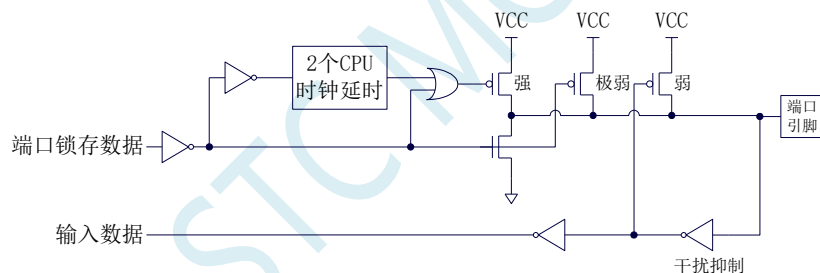 VCC VCC VCC
2个CPU
时钟延时
强 极弱 弱
端口
引脚
端口锁存数据
输入数据
干扰抑制
STC MCU